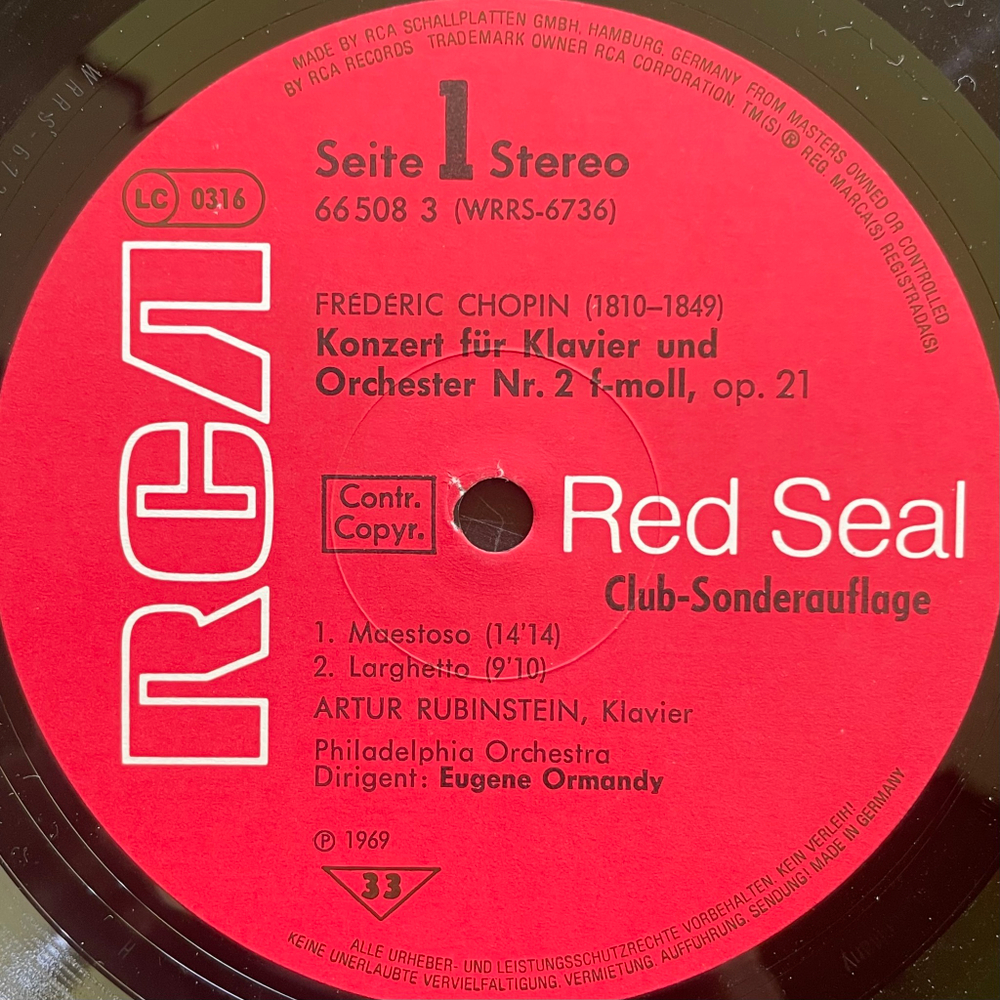 MADE BY RCA SCHALLPLATTEN GMBH, HAMBURG, GERMANY FROM MASTERS OWNED OR CONTROLLED
BY RCA RECORDS TRADEMARK OWNER RCA CORPORATION. TM(S) ® REG. MARCA(S) REGISTRADA(S)
Seite 1 Stereo
LC 0316
66 508 3 (WRRS-6736)
RCA
FRÉDÉRIC CHOPIN (1810–1849)
Konzert für Klavier und
Orchester Nr. 2 f-moll, op. 21
Contr.
Copyr.
Red Seal
Club-Sonderauflage
1. Maestoso (14'14)
2. Larghetto (9'10)
ARTUR RUBINSTEIN, Klavier
Philadelphia Orchestra
Dirigent: Eugene Ormandy
℗ 1969
33
ALLE URHEBER- UND LEISTUNGSSCHUTZRECHTE VORBEHALTEN. KEIN VERLEIH!
KEINE UNERLAUBTE VERVIELFÄLTIGUNG, VERMIETUNG, AUFFÜHRUNG, SENDUNG! MADE IN GERMANY